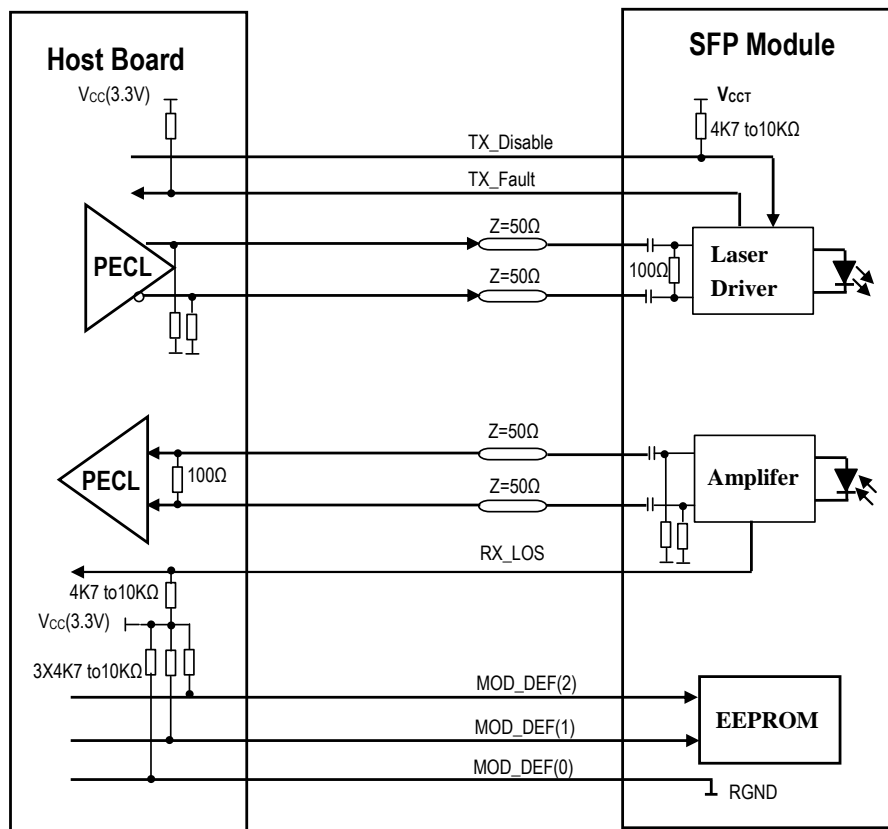 Host Board
SFP Module
VCC(3.3V)
VCCT
4K7 to10KΩ
TX_Disable
TX_Fault
Z=50Ω
PECL
100Ω
Laser
Driver
Z=50Ω
Z=50Ω
PECL
100Ω
Amplifer
Z=50Ω
RX_LOS
4K7 to10KΩ
VCC(3.3V)
3X4K7 to10KΩ
MOD_DEF(2)
EEPROM
MOD_DEF(1)
MOD_DEF(0)
RGND